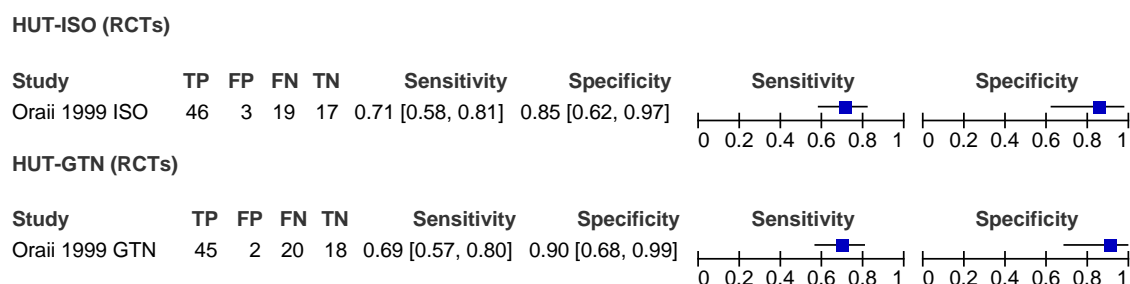 HUT-ISO (RCTs)
Study TP FP FN TN Sensitivity Specificity Sensitivity Specificity
Oraii 1999 ISO 46 3 19 17 0.71 [0.58, 0.81] 0.85 [0.62, 0.97]
0 0.2 0.4 0.6 0.8 1 0 0.2 0.4 0.6 0.8 1
HUT-GTN (RCTs)
Study TP FP FN TN Sensitivity Specificity Sensitivity Specificity
Oraii 1999 GTN 45 2 20 18 0.69 [0.57, 0.80] 0.90 [0.68, 0.99]
0 0.2 0.4 0.6 0.8 1 0 0.2 0.4 0.6 0.8 1